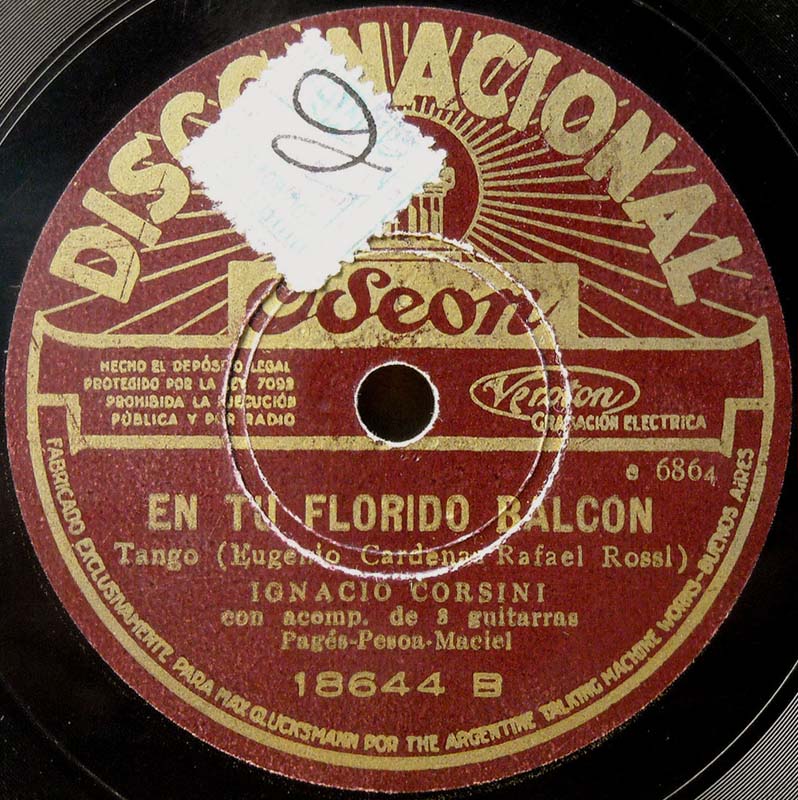 DISCO NACIONAL
Odeon
HECHO EL DEPÓSITO LEGAL
PROTEGIDO POR LA LEY 7092
PROHIBIDA LA EJECUCIÓN
PÚBLICA Y POR RADIO
Veroton
GRABACIÓN ELECTRICA
e 6864
EN TU FLORIDO BALCON
Tango (Eugenio Cardenas-Rafael Rossi)
IGNACIO CORSINI
con acomp. de 3 guitarras
Pagés-Pesoa-Maciel
18644 B
FABRICADO EXCLUSIVAMENTE PARA MAX GLUCKSMANN POR THE ARGENTINE TALKING MACHINE WORKS-BUENOS AIRES